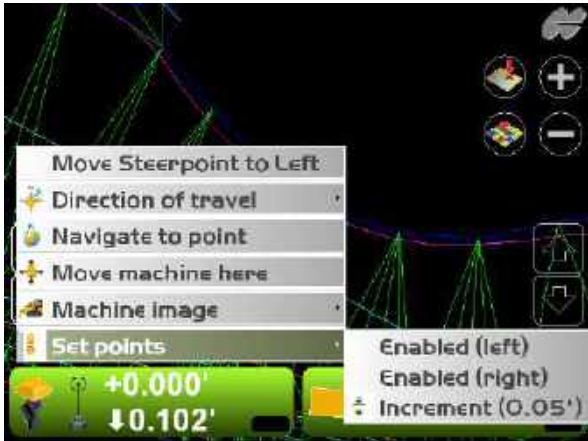 Move Steerpoint to Left
Direction of travel
Navigate to point
Move machine here
Machine image
Set points
Enabled (left)
Enabled (right)
Increment (0.05')
+0.000'
⬇0.102'